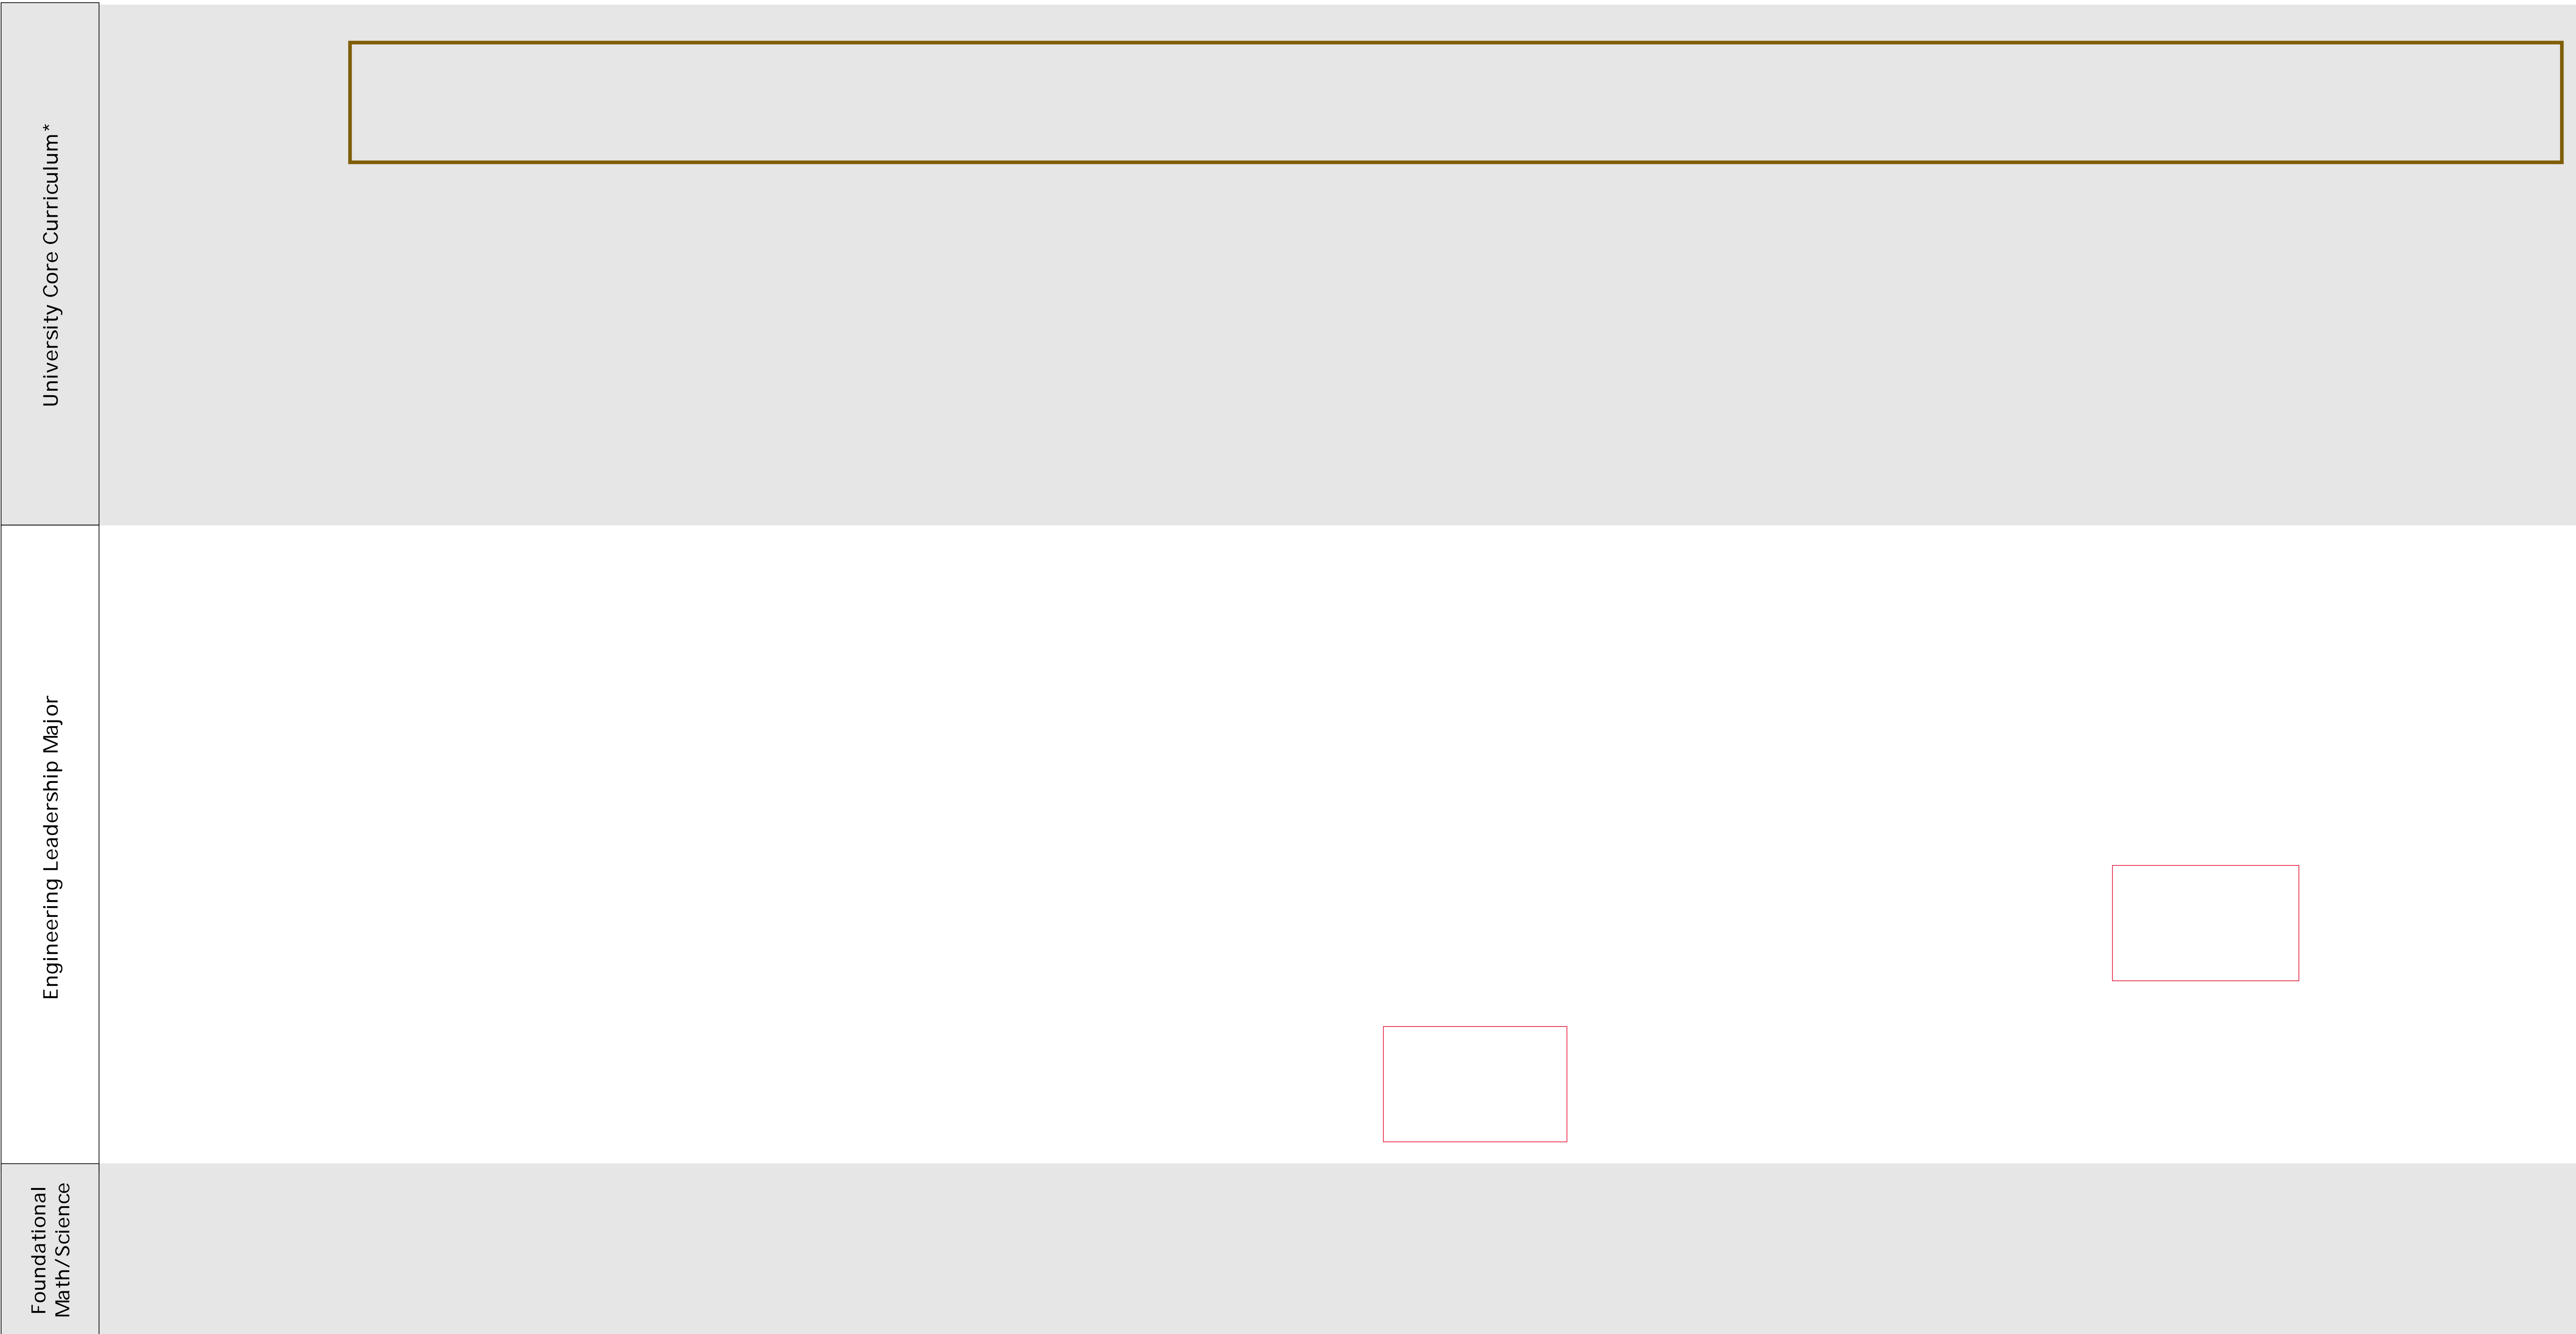 University Core Curriculum*
Engineering Leadership Major
Foundational
Math/Science